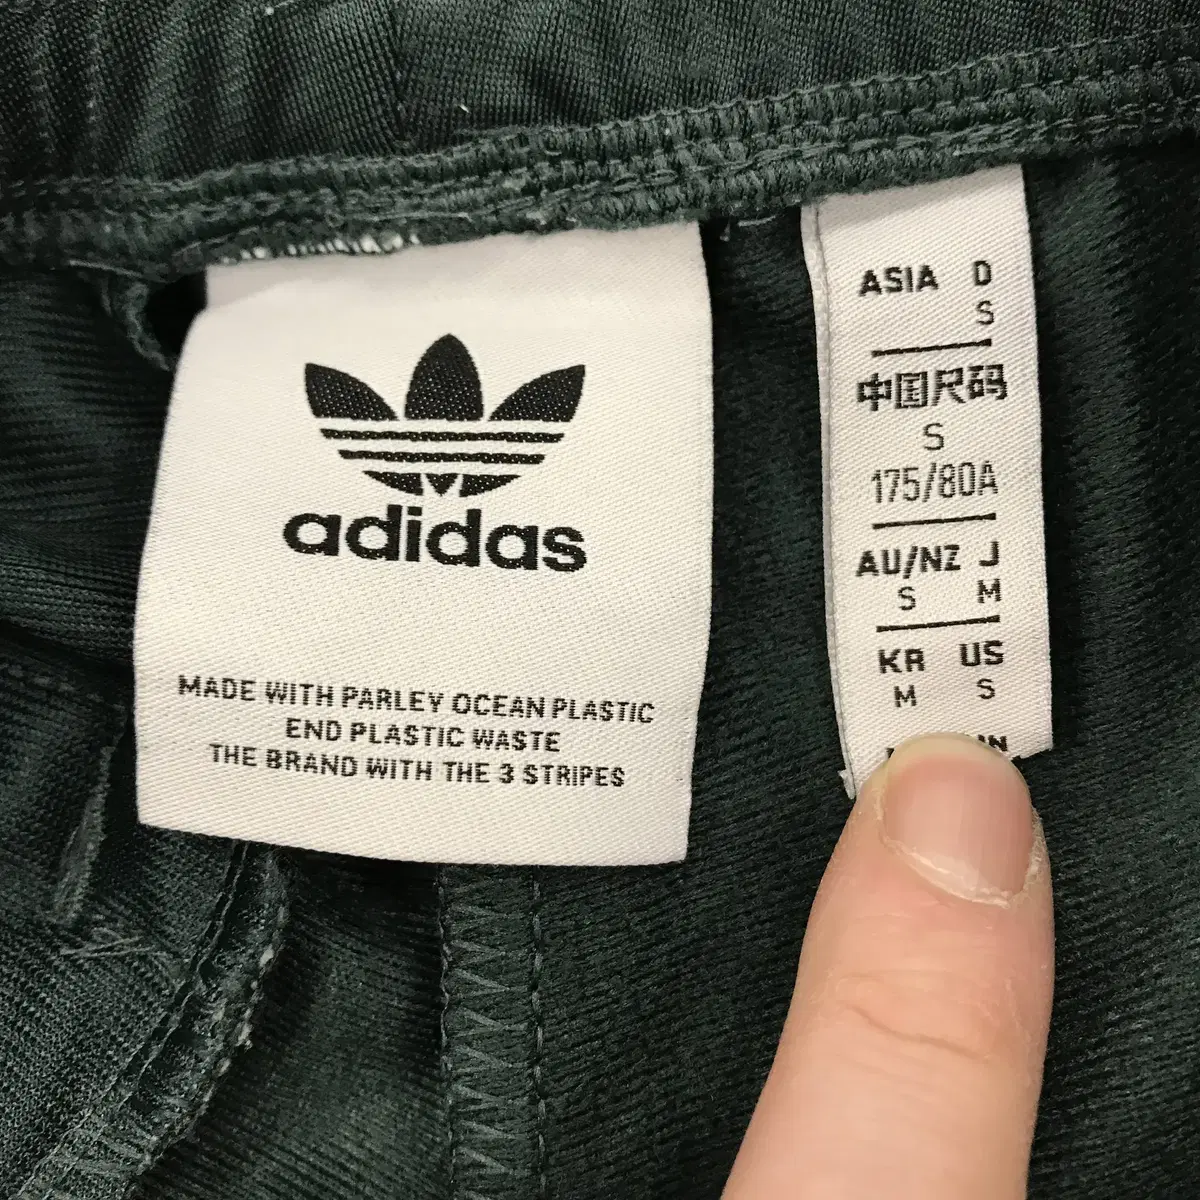 adidas
MADE WITH PARLEY OCEAN PLASTIC
END PLASTIC WASTE
THE BRAND WITH THE 3 STRIPES
ASIA D
S
中国尺码
S
175/80A
AU/NZ J
S M
KR US
M S